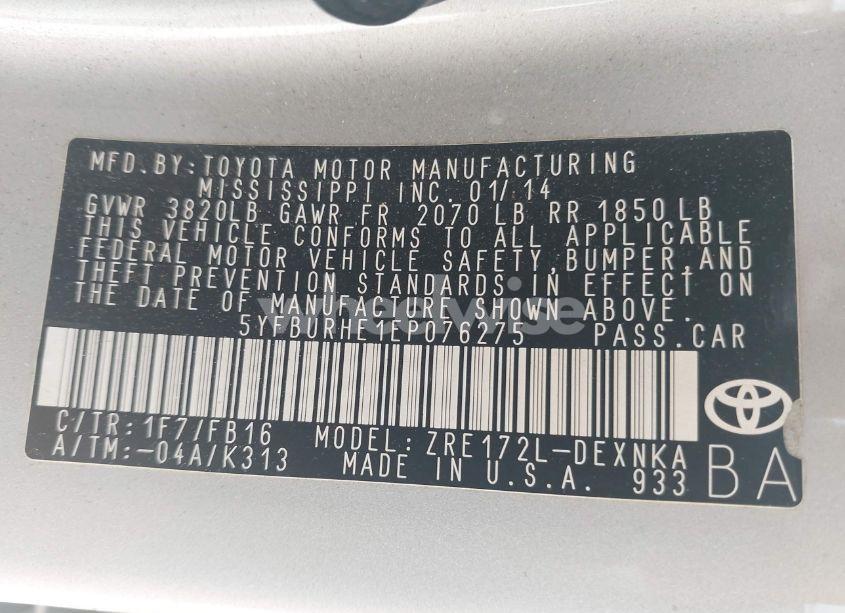 MFD.BY:TOYOTA MOTOR MANUFACTURING
MISSISSIPPI INC. 01/14
GVWR 3820LB GAWR FR 2070 LB RR 1850LB
THIS VEHICLE CONFORMS TO ALL APPLICABLE
FEDERAL MOTOR VEHICLE SAFETY,BUMPER,AND
THEFT PREVENTION STANDARDS IN EFFECT ON
THE DATE OF MANUFACTURE SHOWN ABOVE.
wheelwise
5YFBURHE1EP076275 PASS.CAR
C/TR:1F7/FB16 MODEL:ZRE172L-DEXNKA
A/TM:-04A/K313 MADE IN U.S.A. 933
BA